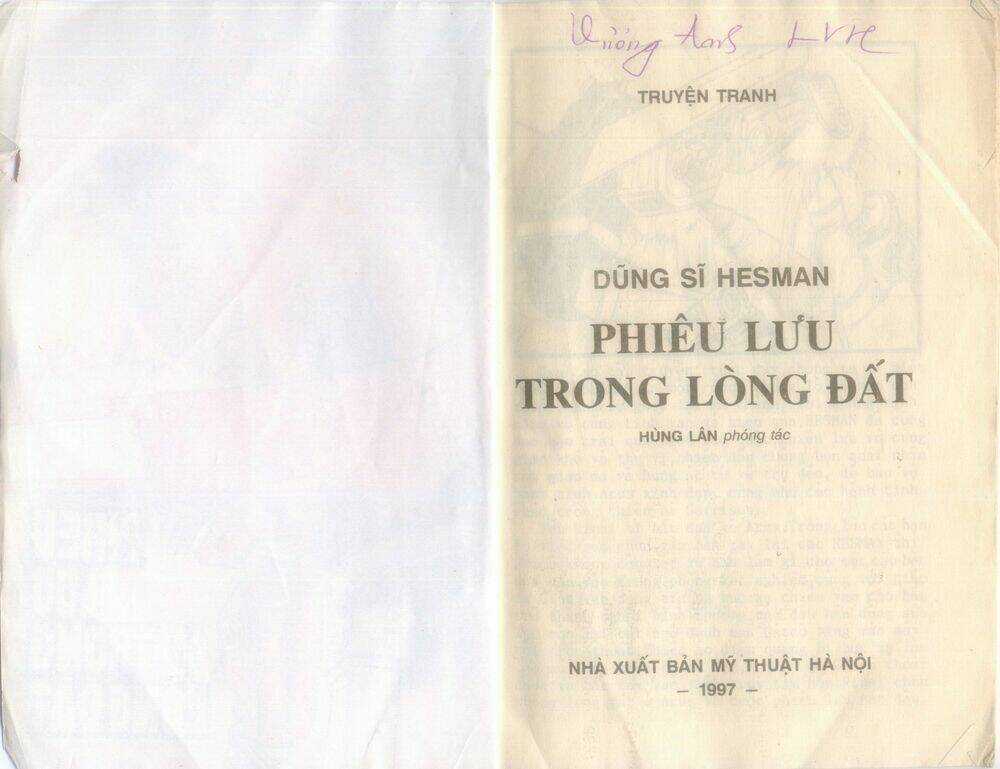 TRUYỆN TRANH
DŨNG SĨ HESMAN
PHIÊU LƯU
TRONG LÒNG ĐẤT
HÙNG LÂN phóng tác
NHÀ XUẤT BẢN MỸ THUẬT HÀ NỘI
– 1997 –